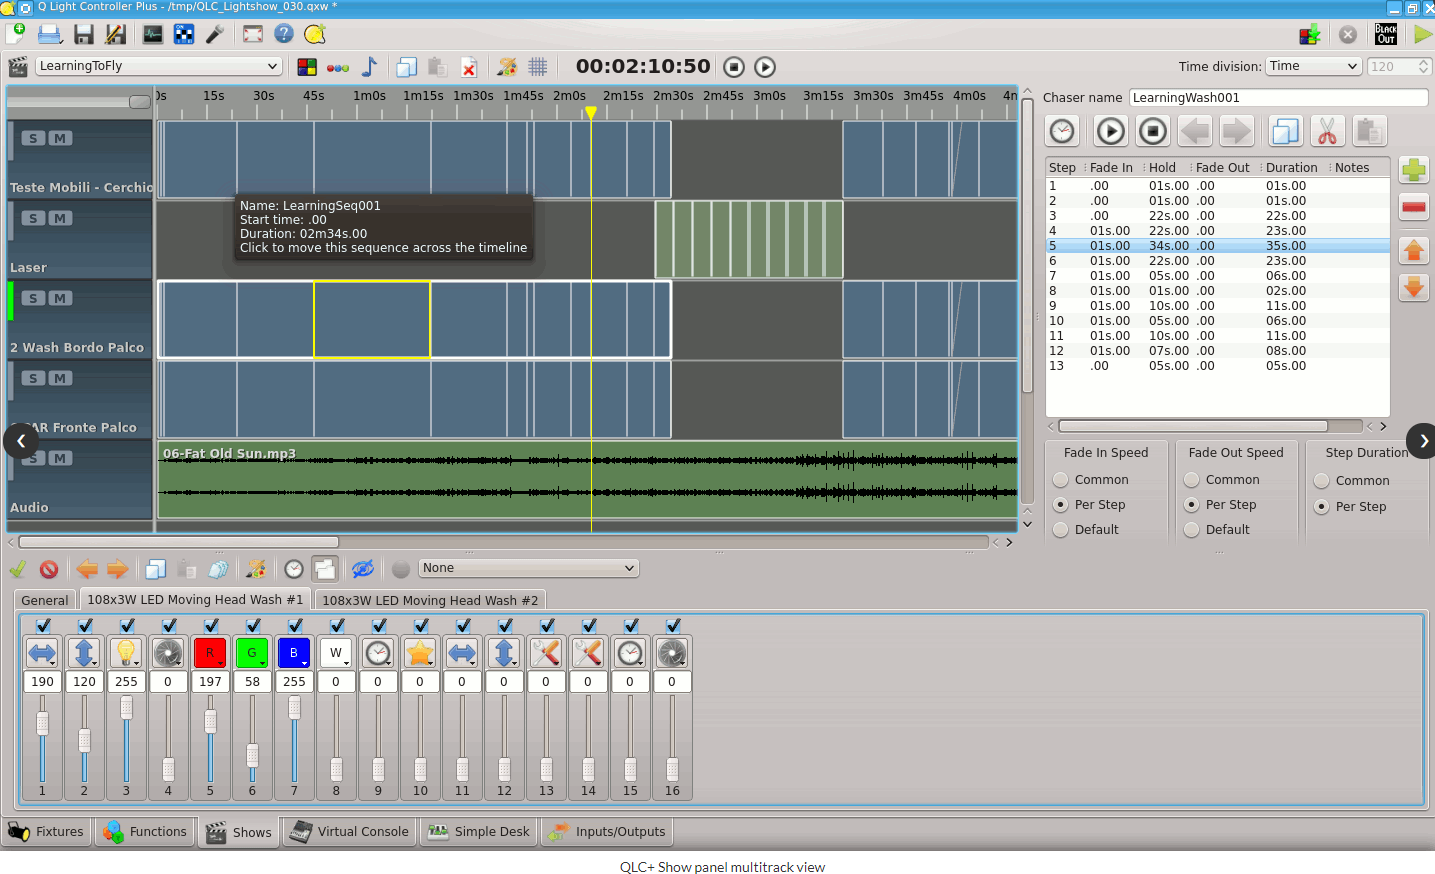 Q Light Controller Plus - /tmp/QLC_Lightshow_030.qxw *
BLACK OUT
LearningToFly
00:02:10:50
Time division: Time 120
0s 15s 30s 45s 1m0s 1m15s 1m30s 1m45s 2m0s 2m15s 2m30s 2m45s 3m0s 3m15s 3m30s 3m45s 4m0s 4m
S M
Teste Mobili - Cerchio
S M
Laser
S M
2 Wash Bordo Palco
S M
PAR Fronte Palco
S M
Audio
Name: LearningSeq001
Start time: .00
Duration: 02m34s.00
Click to move this sequence across the timeline
06-Fat Old Sun.mp3
Chaser name LearningWash001
Step Fade In Hold Fade Out Duration Notes
1 .00 01s.00 .00 01s.00
2 .00 01s.00 .00 01s.00
3 .00 22s.00 .00 22s.00
4 01s.00 22s.00 .00 23s.00
5 01s.00 34s.00 .00 35s.00
6 01s.00 22s.00 .00 23s.00
7 01s.00 05s.00 .00 06s.00
8 01s.00 01s.00 .00 02s.00
9 01s.00 10s.00 .00 11s.00
10 01s.00 05s.00 .00 06s.00
11 01s.00 10s.00 .00 11s.00
12 01s.00 07s.00 .00 08s.00
13 .00 05s.00 .00 05s.00
Fade In Speed Fade Out Speed Step Duration
Common Common Common
Per Step Per Step Per Step
Default Default
None
General 108x3W LED Moving Head Wash #1 108x3W LED Moving Head Wash #2
R G B W
190 120 255 0 197 58 255 0 0 0 0 0 0 0 0 0
1 2 3 4 5 6 7 8 9 10 11 12 13 14 15 16
Fixtures Functions Shows Virtual Console Simple Desk Inputs/Outputs
QLC+ Show panel multitrack view